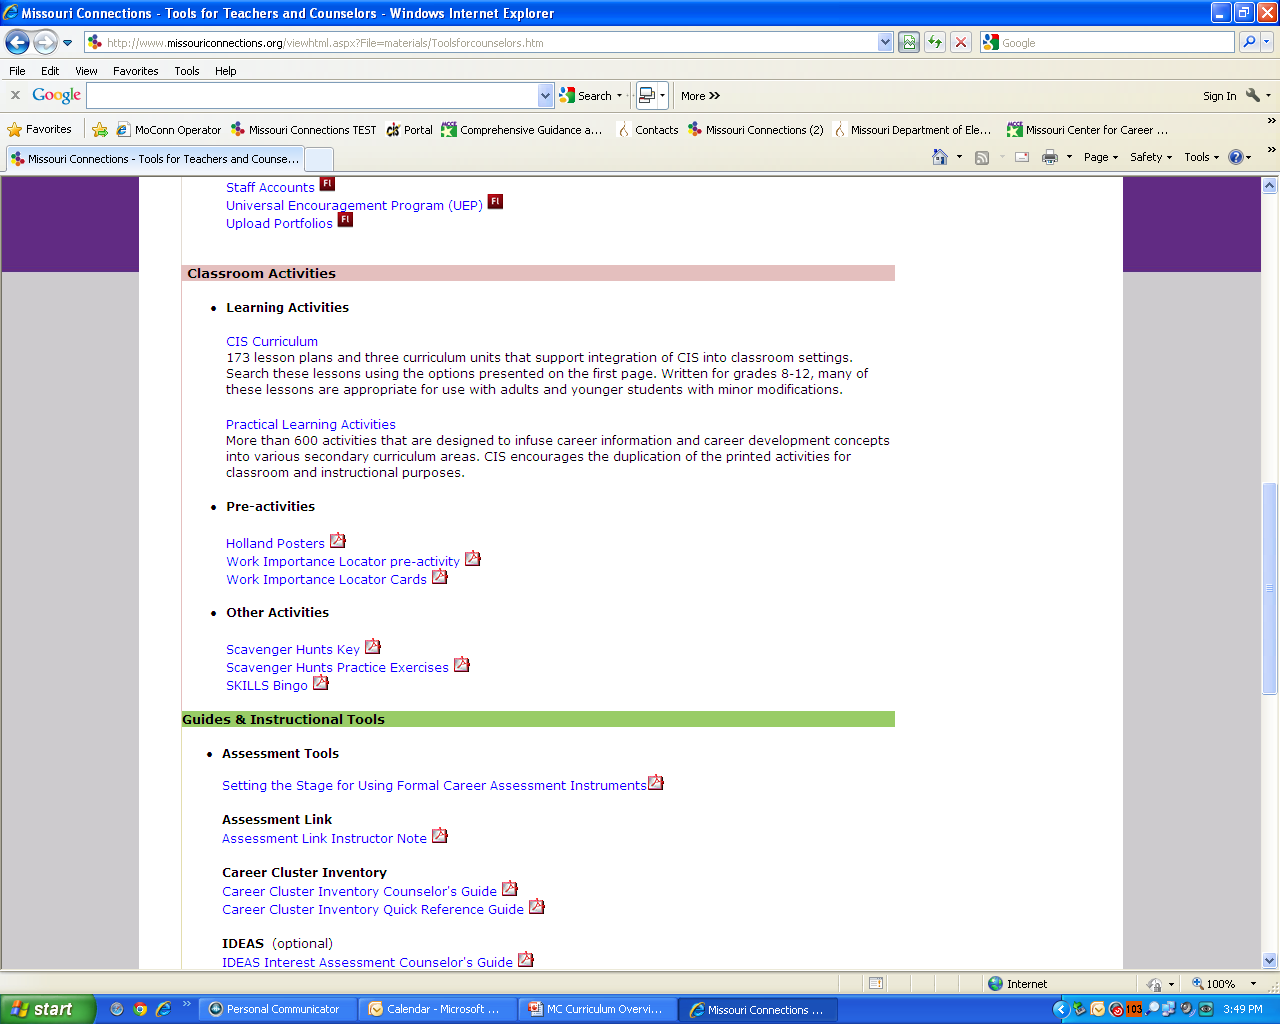 Missouri Connections - Tools for Teachers and Counselors - Windows Internet Explorer
http://www.missouriconnections.org/viewhtml.aspx?File=materials/Toolsforcounselors.htm
Google
File Edit View Favorites Tools Help
x Google Search More >> Sign In
Favorites MoConn Operator Missouri Connections TEST cis Portal Comprehensive Guidance a... Contacts Missouri Connections (2) Missouri Department of Ele... Missouri Center for Career ...
Missouri Connections - Tools for Teachers and Counse... Page Safety Tools
Staff Accounts
Universal Encouragement Program (UEP)
Upload Portfolios
Classroom Activities
• Learning Activities
CIS Curriculum
173 lesson plans and three curriculum units that support integration of CIS into classroom settings.
Search these lessons using the options presented on the first page. Written for grades 8-12, many of
these lessons are appropriate for use with adults and younger students with minor modifications.
Practical Learning Activities
More than 600 activities that are designed to infuse career information and career development concepts
into various secondary curriculum areas. CIS encourages the duplication of the printed activities for
classroom and instructional purposes.
• Pre-activities
Holland Posters
Work Importance Locator pre-activity
Work Importance Locator Cards
• Other Activities
Scavenger Hunts Key
Scavenger Hunts Practice Exercises
SKILLS Bingo
Guides & Instructional Tools
• Assessment Tools
Setting the Stage for Using Formal Career Assessment Instruments
Assessment Link
Assessment Link Instructor Note
Career Cluster Inventory
Career Cluster Inventory Counselor's Guide
Career Cluster Inventory Quick Reference Guide
IDEAS (optional)
IDEAS Interest Assessment Counselor's Guide
Internet 100%
start Personal Communicator Calendar - Microsoft ... MC Curriculum Overvi... Missouri Connections ... 103 3:49 PM